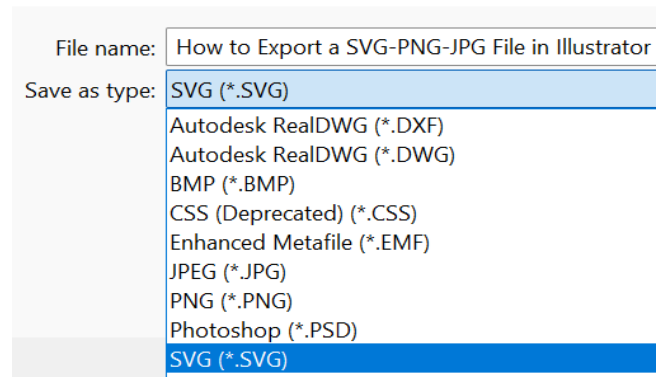 File name: How to Export a SVG-PNG-JPG File in Illustrator
Save as type: SVG (*.SVG)
Autodesk RealDWG (*.DXF)
Autodesk RealDWG (*.DWG)
BMP (*.BMP)
CSS (Deprecated) (*.CSS)
Enhanced Metafile (*.EMF)
JPEG (*.JPG)
PNG (*.PNG)
Photoshop (*.PSD)
SVG (*.SVG)